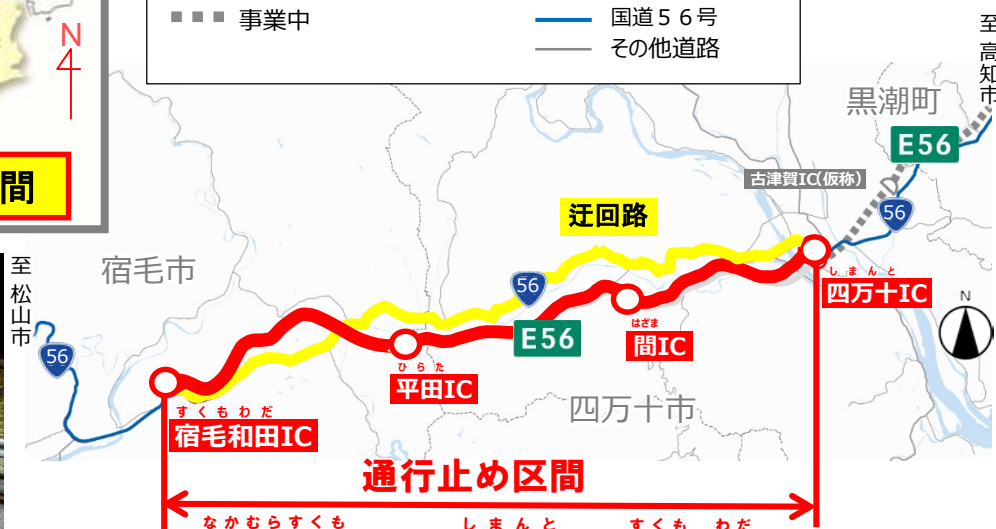 事業中
国道５６号
その他道路
N
間
至 高知市
黒潮町
E56
古津賀IC(仮称)
56
迂回路
至 松山市
宿毛市
56
しまんと
四万十IC
N
56
E56
はざま
間IC
ひらた
平田IC
すくもわだ
宿毛和田IC
四万十市
通行止め区間
なかむらすくも しまんと すくも わだ